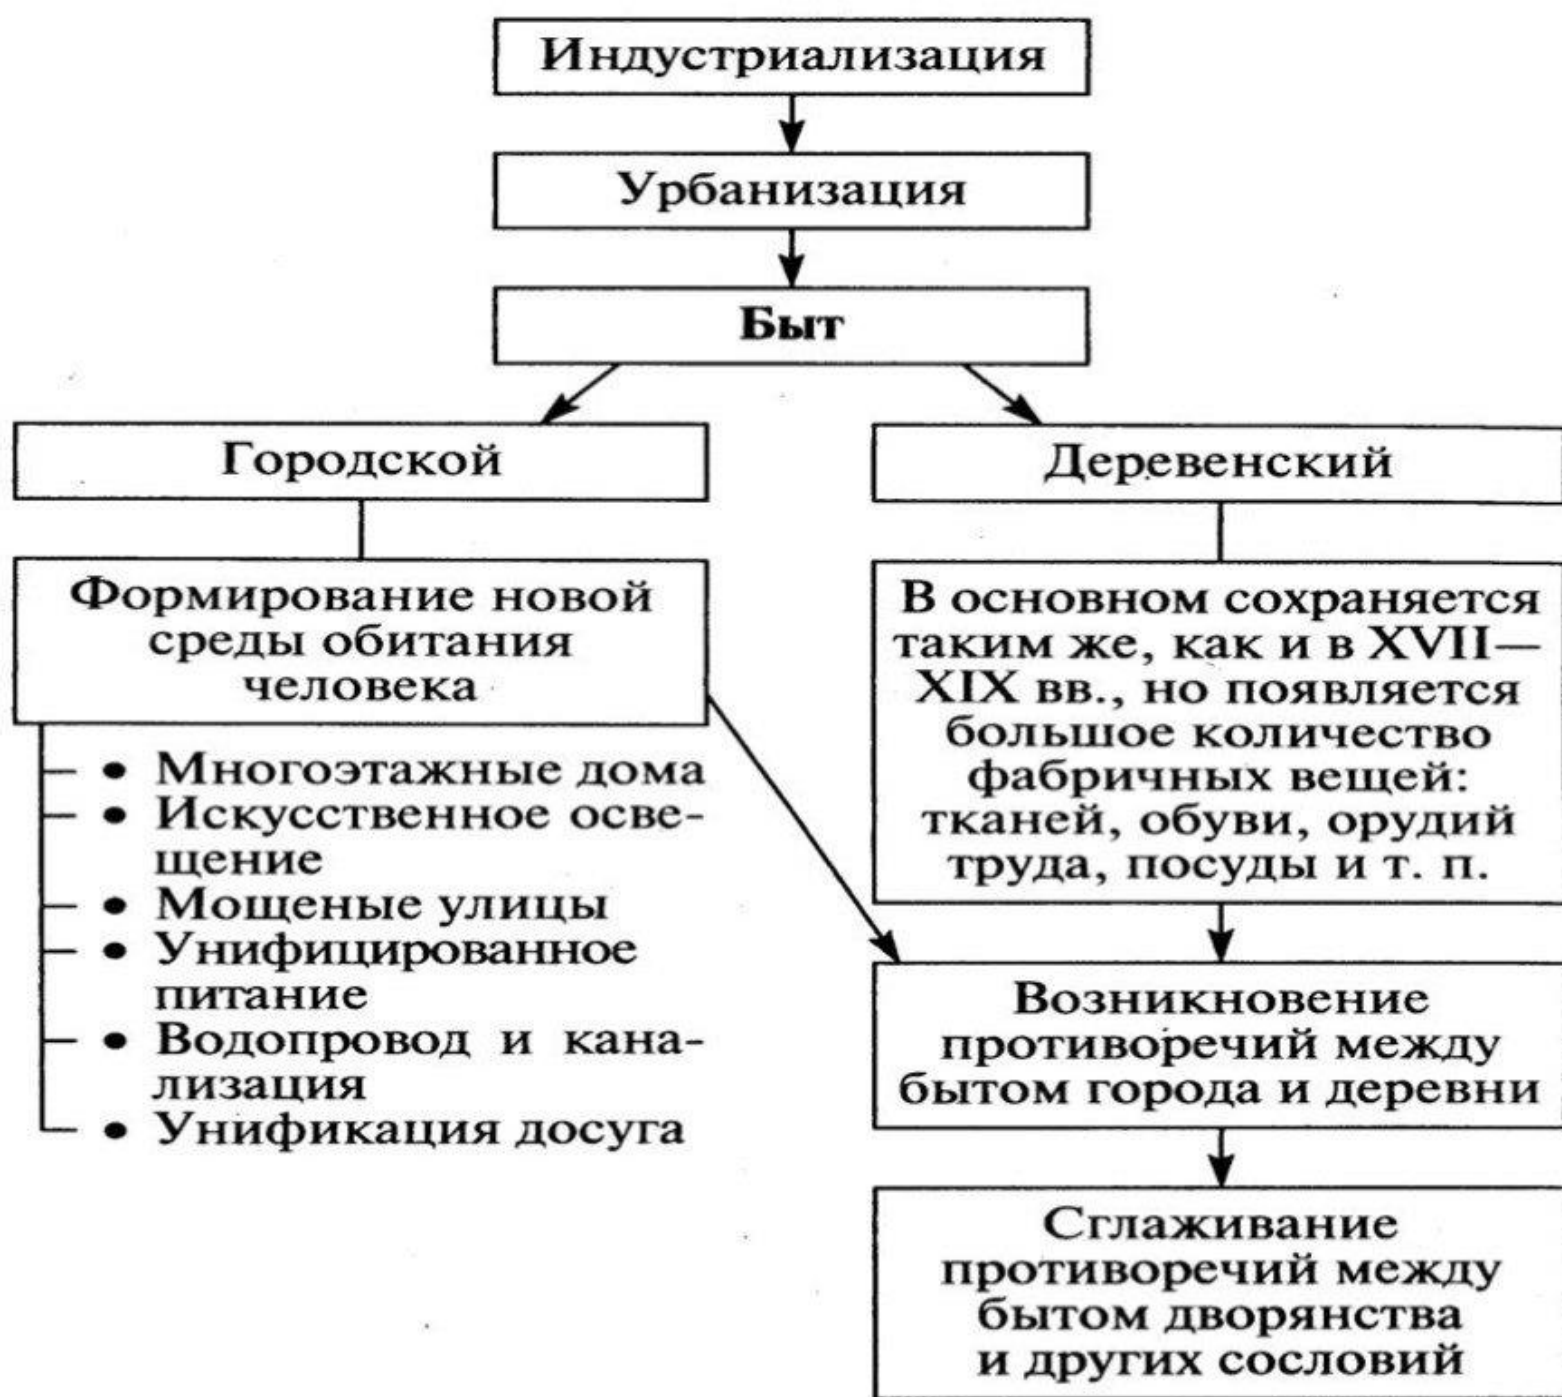 Индустриализация
Урбанизация
Быт
Городской
Деревенский
Формирование новой
среды обитания
человека
• Многоэтажные дома
• Искусственное осве-
щение
• Мощеные улицы
• Унифицированное
питание
• Водопровод и кана-
лизация
• Унификация досуга
В основном сохраняется
таким же, как и в XVII—
XIX вв., но появляется
большое количество
фабричных вещей:
тканей, обуви, орудий
труда, посуды и т. п.
Возникновение
противоречий между
бытом города и деревни
Сглаживание
противоречий между
бытом дворянства
и других сословий